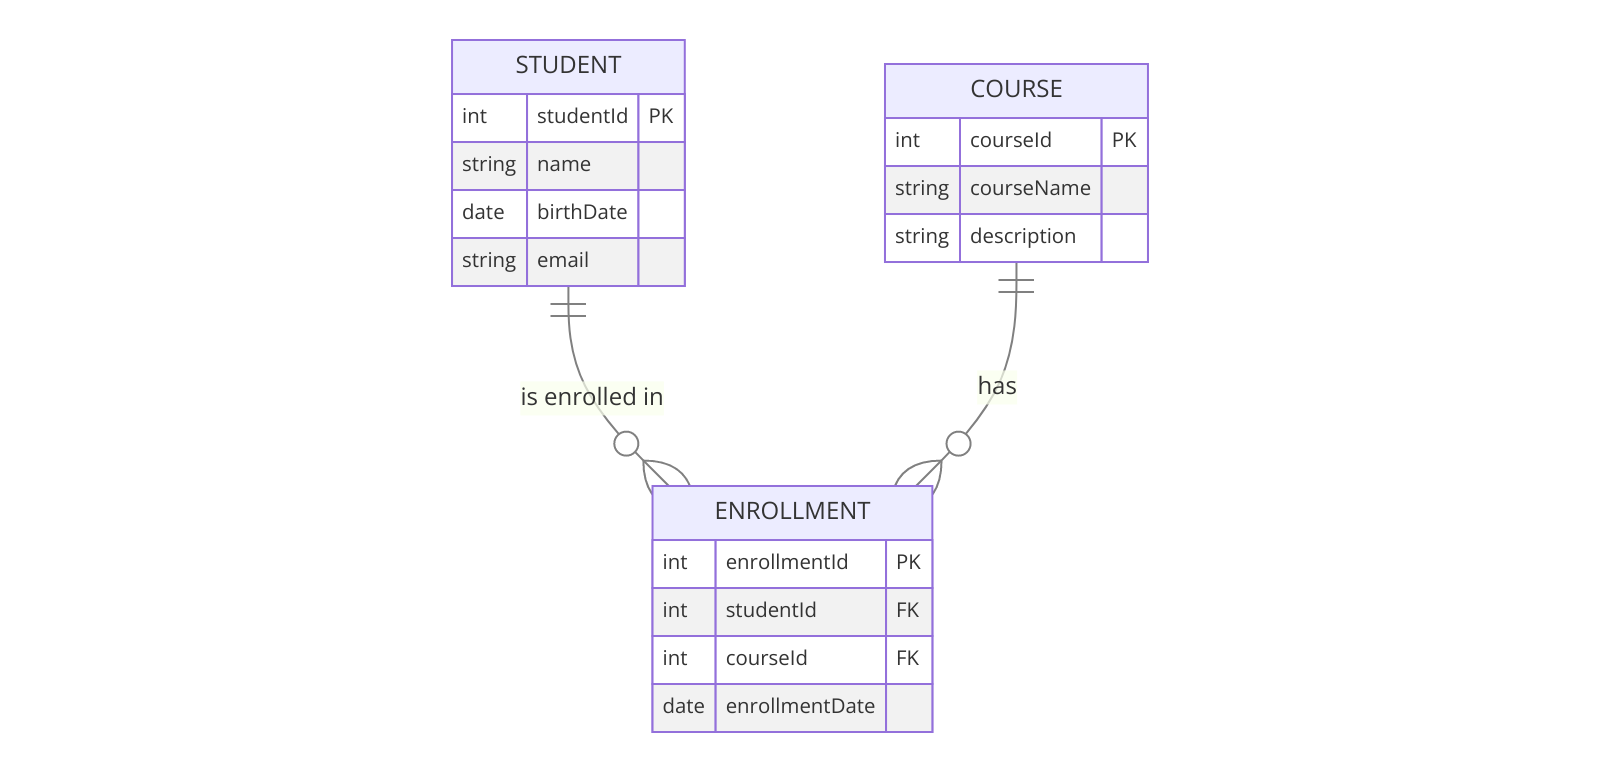 STUDENT
int studentId PK
string name
date birthDate
string email
COURSE
int courseId PK
string courseName
string description
is enrolled in
has
ENROLLMENT
int enrollmentId PK
int studentId FK
int courseId FK
date enrollmentDate